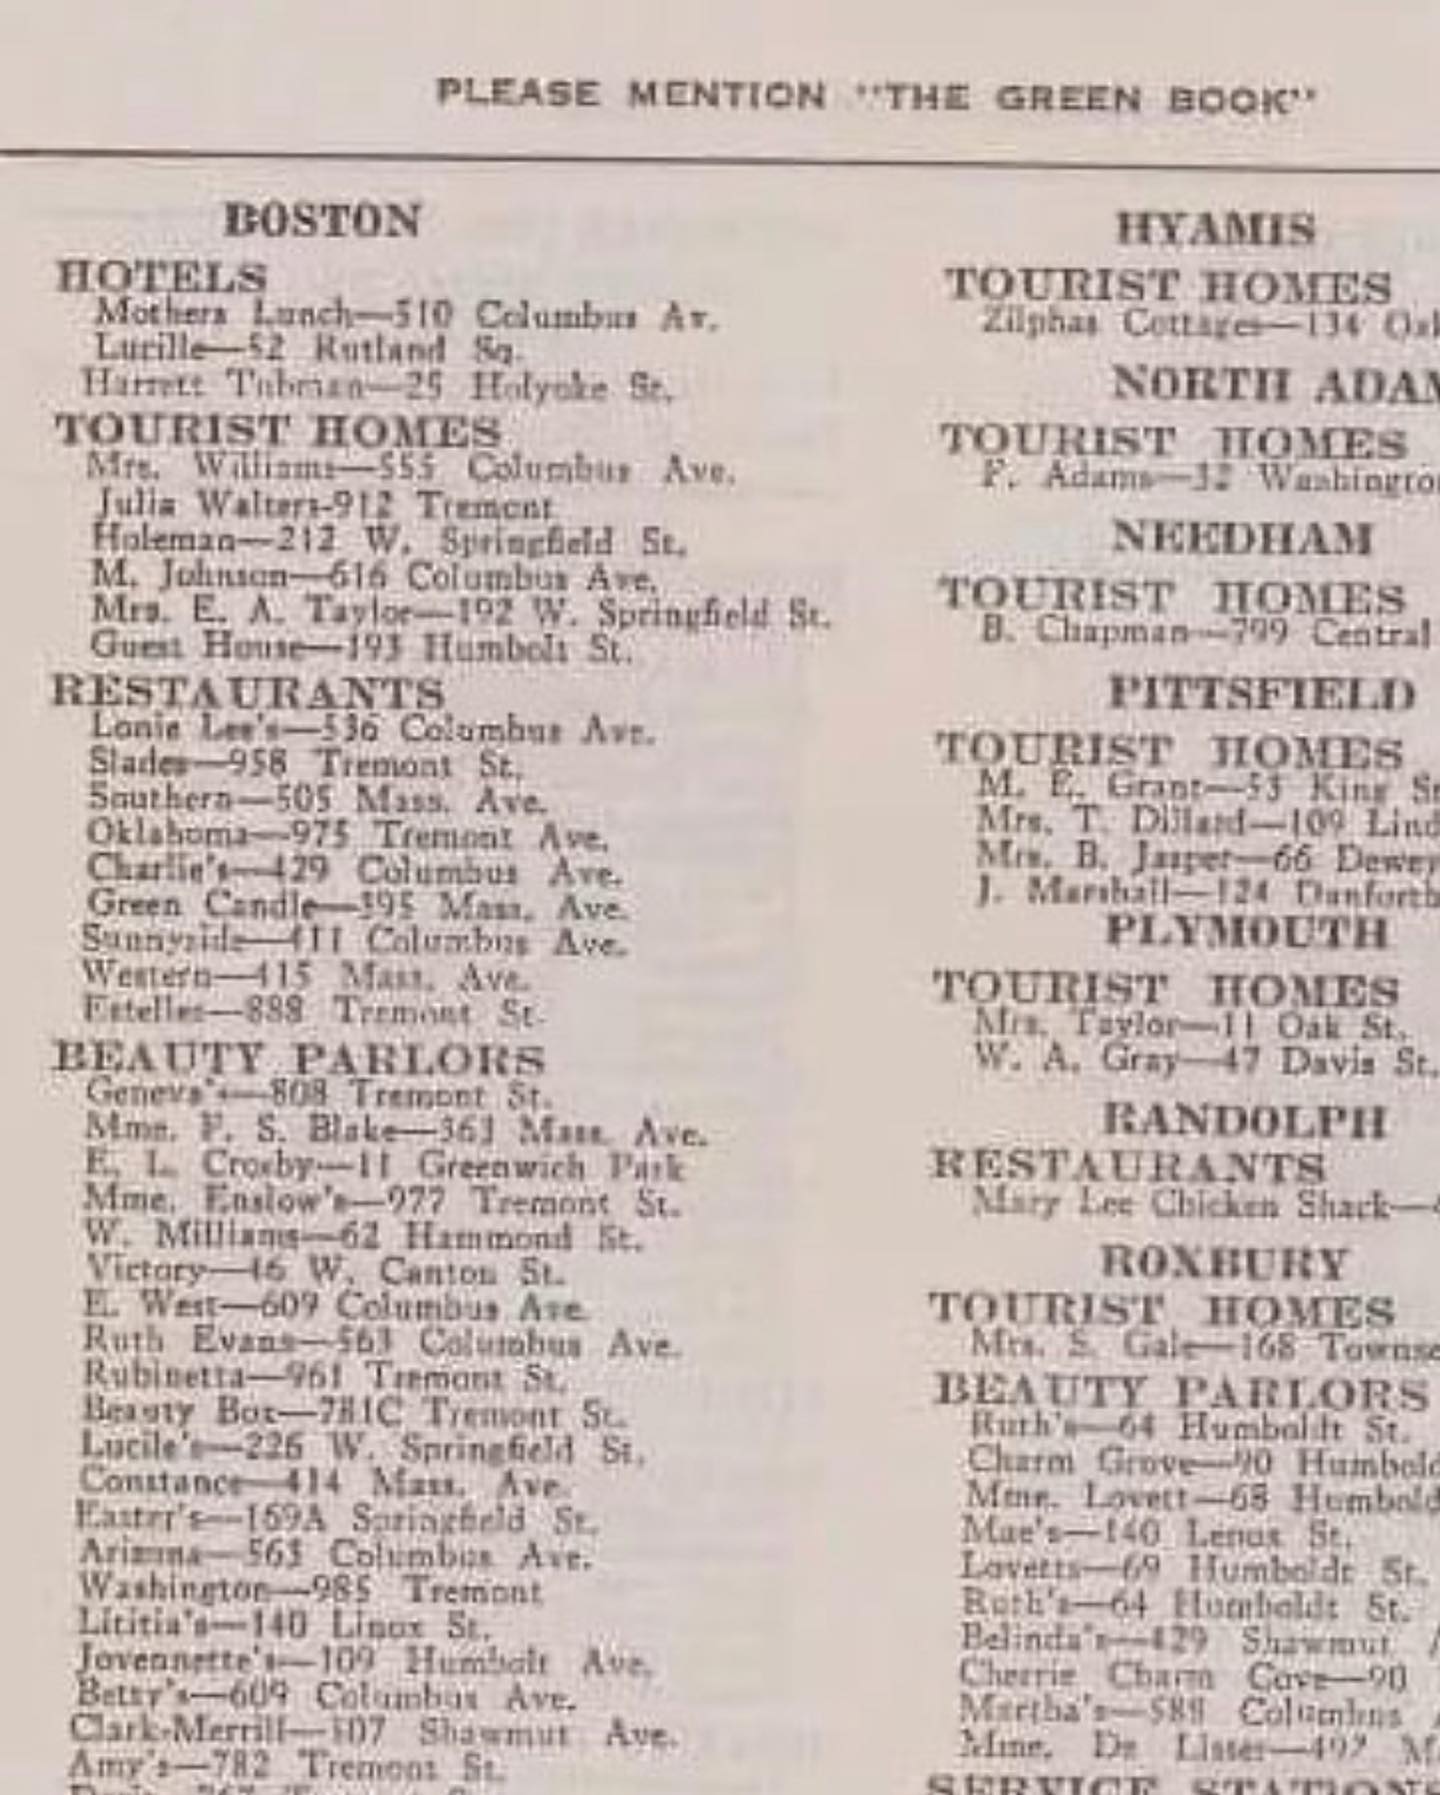 PLEASE MENTION "THE GREEN BOOK"
BOSTON
HOTELS
Mothers Lunch—510 Columbus Av.
Lucille—52 Rutland Sq.
Harrett Tubman—25 Holyoke St.
TOURIST HOMES
Mrs. Williams—555 Columbus Ave.
Julia Walters-912 Tremont
Holeman—212 W. Springfield St.
M. Johnson—616 Columbus Ave.
Mrs. E. A. Taylor—192 W. Springfield St.
Guest House—193 Humbolt St.
RESTAURANTS
Lonie Lee's—536 Columbus Ave.
Slades—958 Tremont St.
Southern—505 Mass. Ave.
Oklahoma—975 Tremont Ave.
Charlie's—429 Columbus Ave.
Green Candle—395 Mass. Ave.
Sunnyside—411 Columbus Ave.
Western—415 Mass. Ave.
Estelles—888 Tremont St.
BEAUTY PARLORS
Geneva's—808 Tremont St.
Mme. F. S. Blake—363 Mass. Ave.
E. L. Crosby—11 Greenwich Park
Mme. Enslow's—977 Tremont St.
W. Milliams—62 Hammond St.
Victory—46 W. Canton St.
E. West—609 Columbus Ave.
Ruth Evans—563 Columbus Ave.
Rubinetta—961 Tremont St.
Beauty Box—781C Tremont St.
Lucile's—226 W. Springfield St.
Constance—414 Mass. Ave.
Easter's—169A Springfield St.
Arizona—563 Columbus Ave.
Washington—985 Tremont
Lititia's—140 Linox St.
Jovennette's—109 Humbolt Ave.
Betsy's—609 Columbus Ave.
Clark-Merrill—507 Shawmut Ave.
Amy's—782 Tremont St.
HYAMIS
TOURIST HOMES
Zilphas Cottages—134 Oa
NORTH ADAM
TOURIST HOMES
F. Adams—32 Washington
NEEDHAM
TOURIST HOMES
B. Chapman—799 Central
PITTSFIELD
TOURIST HOMES
M. E. Grant—53 King St
Mrs. T. Dillard—109 Lind
Mrs. B. Jasper—66 Dewey
J. Marshall—124 Danforth
PLYMOUTH
TOURIST HOMES
Mrs. Taylor—11 Oak St.
W. A. Gray—47 Davis St.
RANDOLPH
RESTAURANTS
Mary Lee Chicken Shack—
ROXBURY
TOURIST HOMES
Mrs. S. Gale—168 Townse
BEAUTY PARLORS
Ruth's—64 Humboldt St.
Charm Grove—90 Humbold
Mme. Lovett—68 Humbold
Mae's—140 Lenox St.
Lovetts—69 Humboldt St.
Ruth's—64 Humboldt St.
Belinda's—429 Shawmut
Cherrie Charm Cove—90
Martha's—588 Columbus
Mme. De Lisser—497 M
SERVICE STATIONS